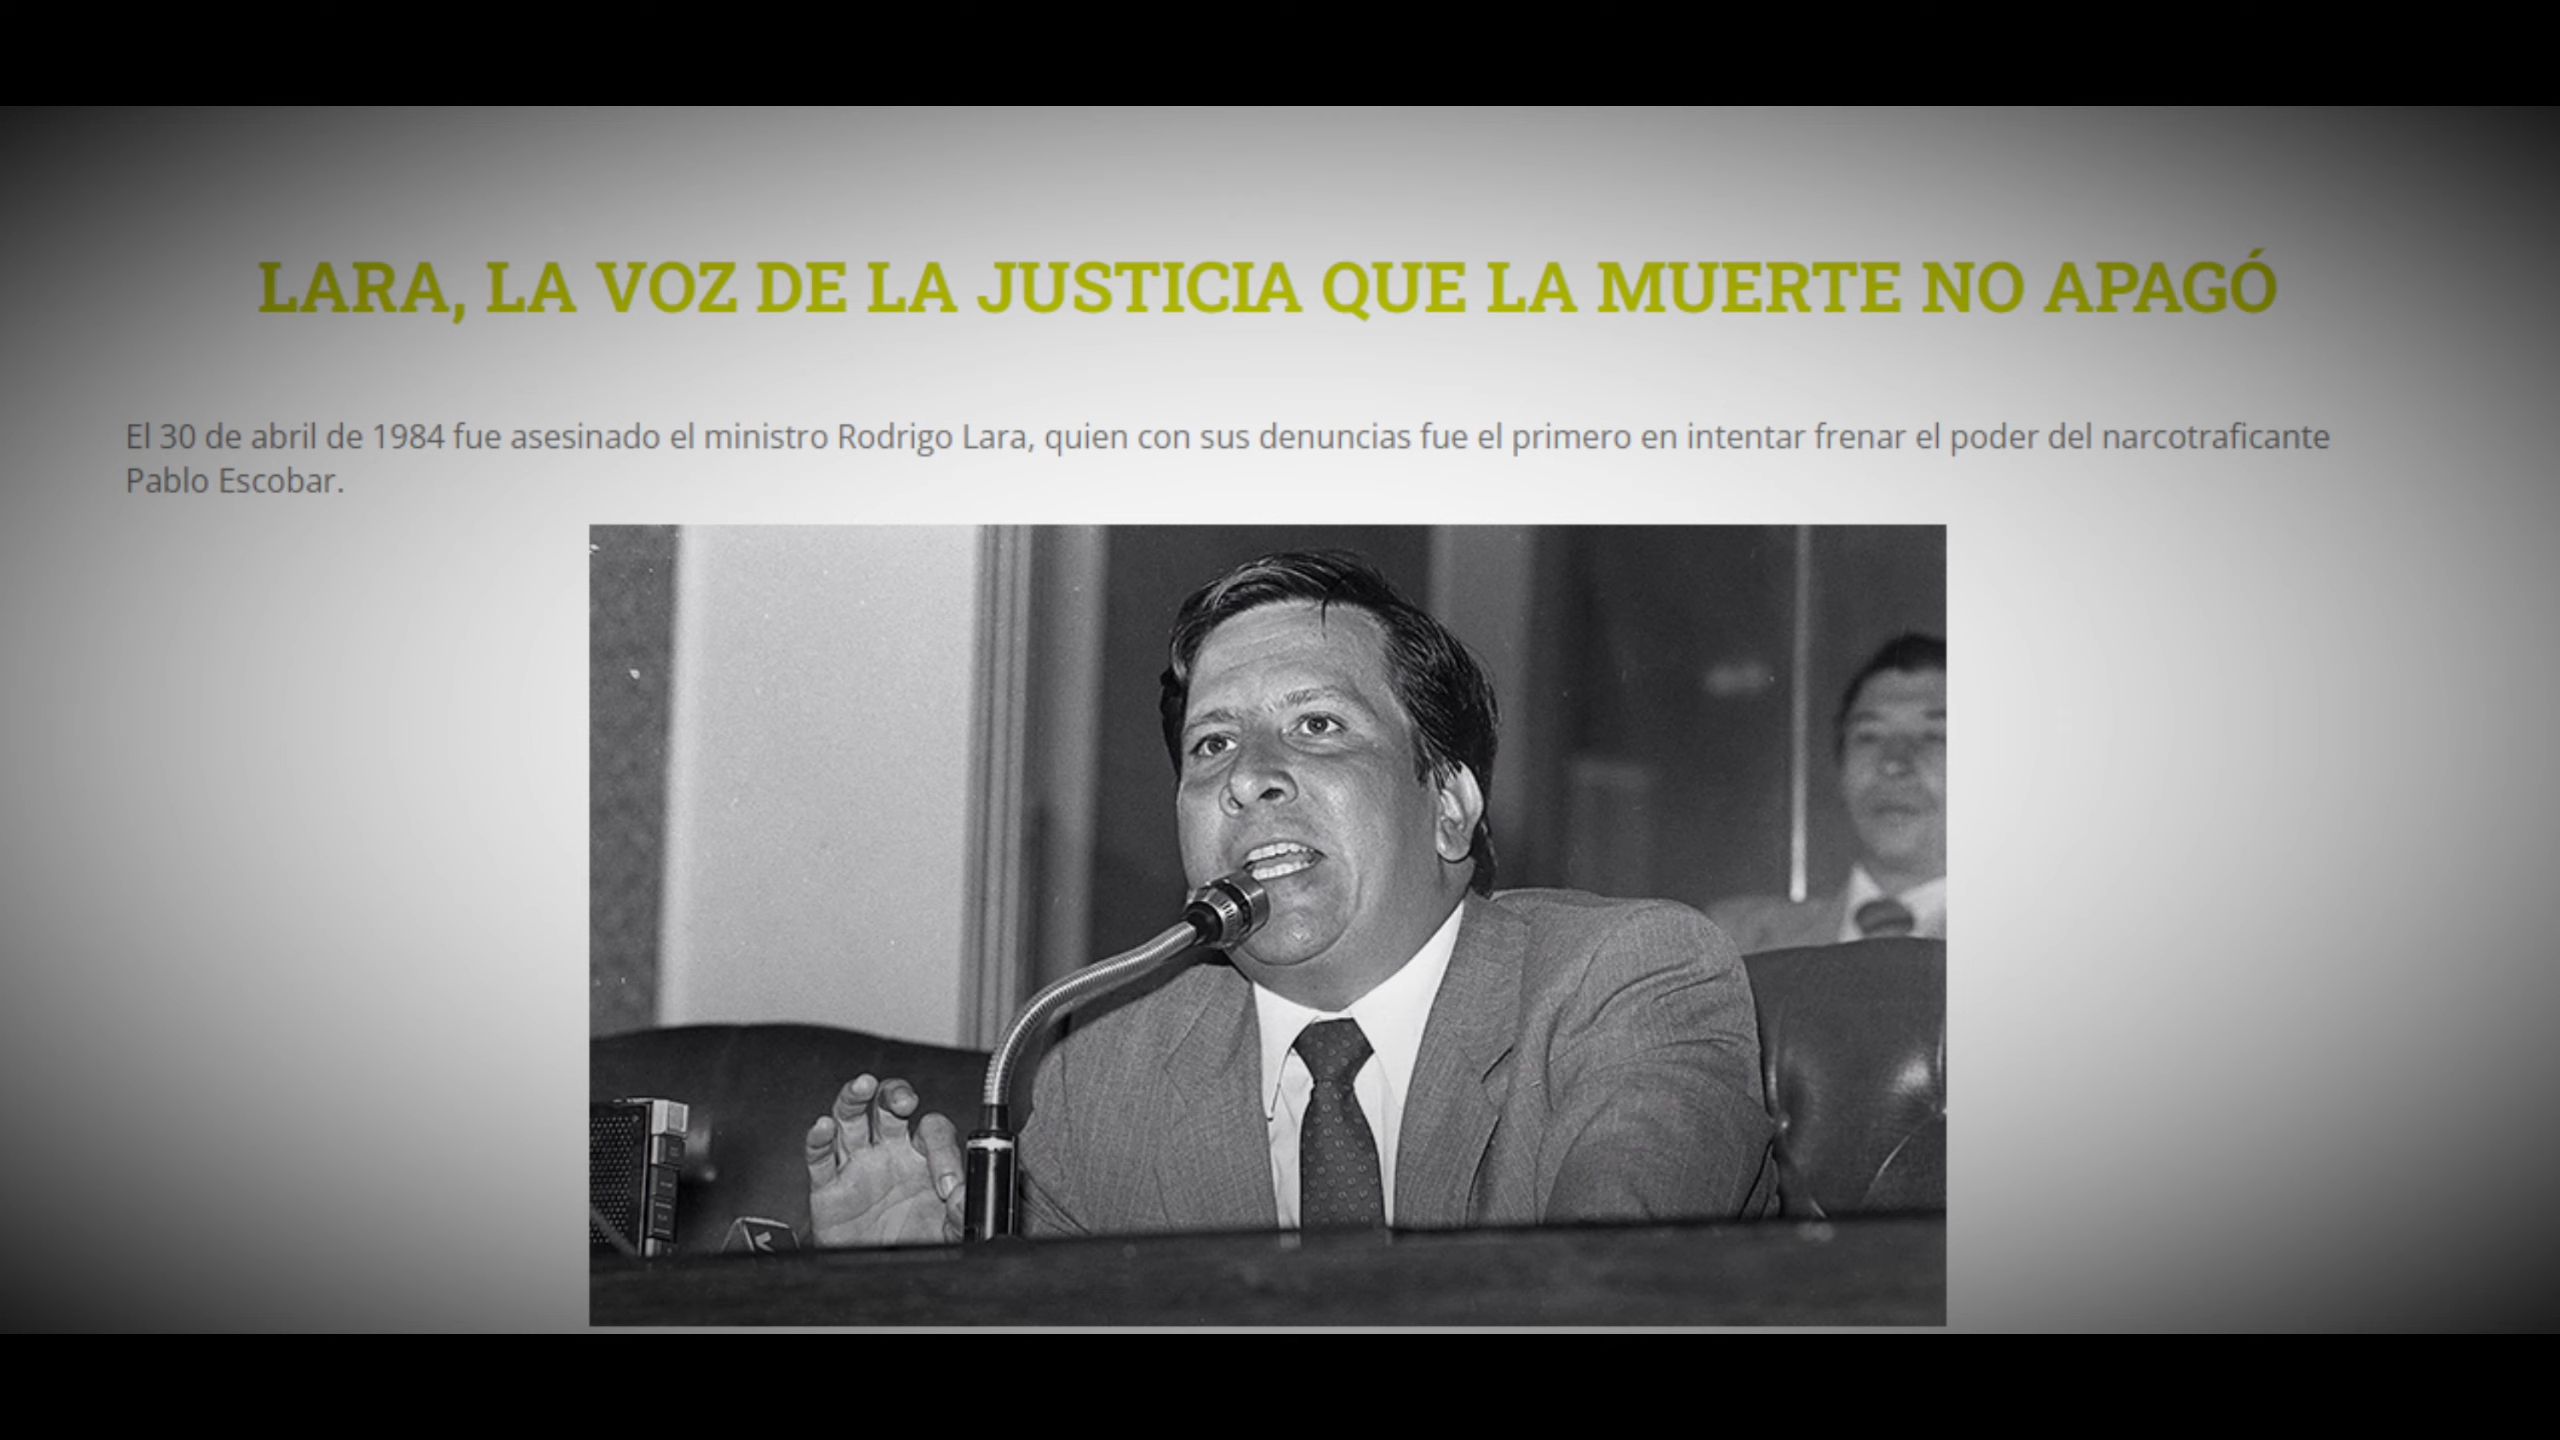 LARA, LA VOZ DE LA JUSTICIA QUE LA MUERTE NO APAGÓ
El 30 de abril de 1984 fue asesinado el ministro Rodrigo Lara, quien con sus denuncias fue el primero en intentar frenar el poder del narcotraficante
Pablo Escobar.